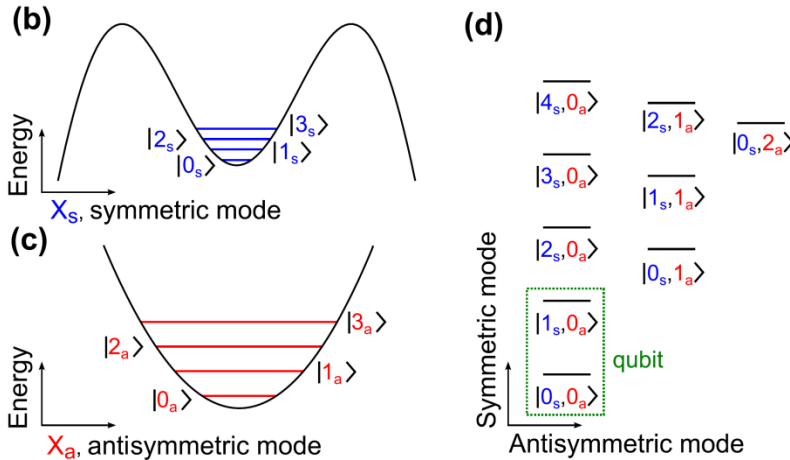 (b)
Energy
|2ₛ⟩
|0ₛ⟩
|3ₛ⟩
|1ₛ⟩
Xₛ, symmetric mode
(c)
Energy
|2ₐ⟩
|0ₐ⟩
|3ₐ⟩
|1ₐ⟩
Xₐ, antisymmetric mode
(d)
Symmetric mode
|4ₛ,0ₐ⟩
|2ₛ,1ₐ⟩
|0ₛ,2ₐ⟩
|3ₛ,0ₐ⟩
|1ₛ,1ₐ⟩
|2ₛ,0ₐ⟩
|0ₛ,1ₐ⟩
|1ₛ,0ₐ⟩
qubit
|0ₛ,0ₐ⟩
Antisymmetric mode